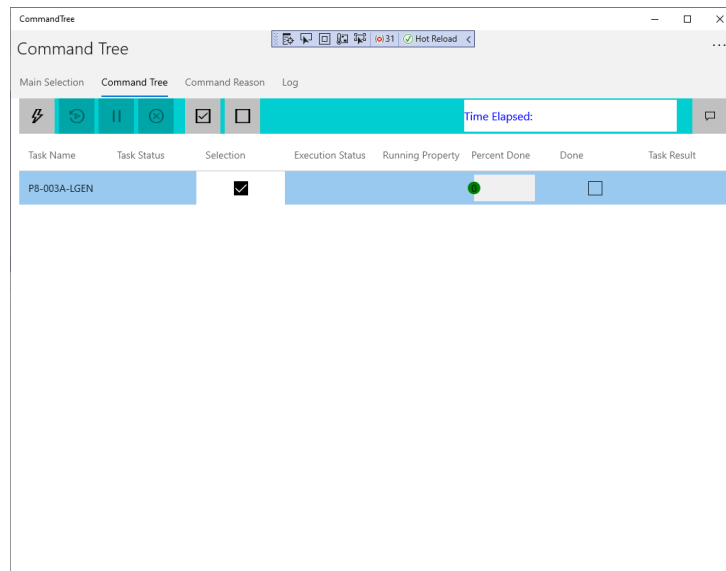 CommandTree
Command Tree
31 Hot Reload
Main Selection Command Tree Command Reason Log
Time Elapsed:
Task Name Task Status Selection Execution Status Running Property Percent Done Done Task Result
P8-003A-LGEN 0